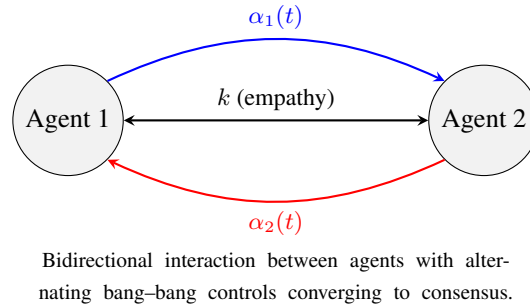 α₁(t)
k (empathy)
Agent 1
Agent 2
α₂(t)
Bidirectional interaction between agents with alter-
nating bang–bang controls converging to consensus.